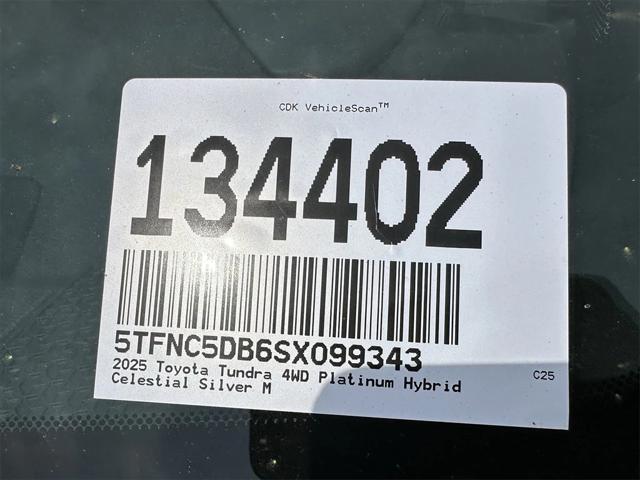 CDK VehicleScan™
134402
5TFNC5DB6SX099343
2025 Toyota Tundra 4WD Platinum Hybrid
Celestial Silver M
C25